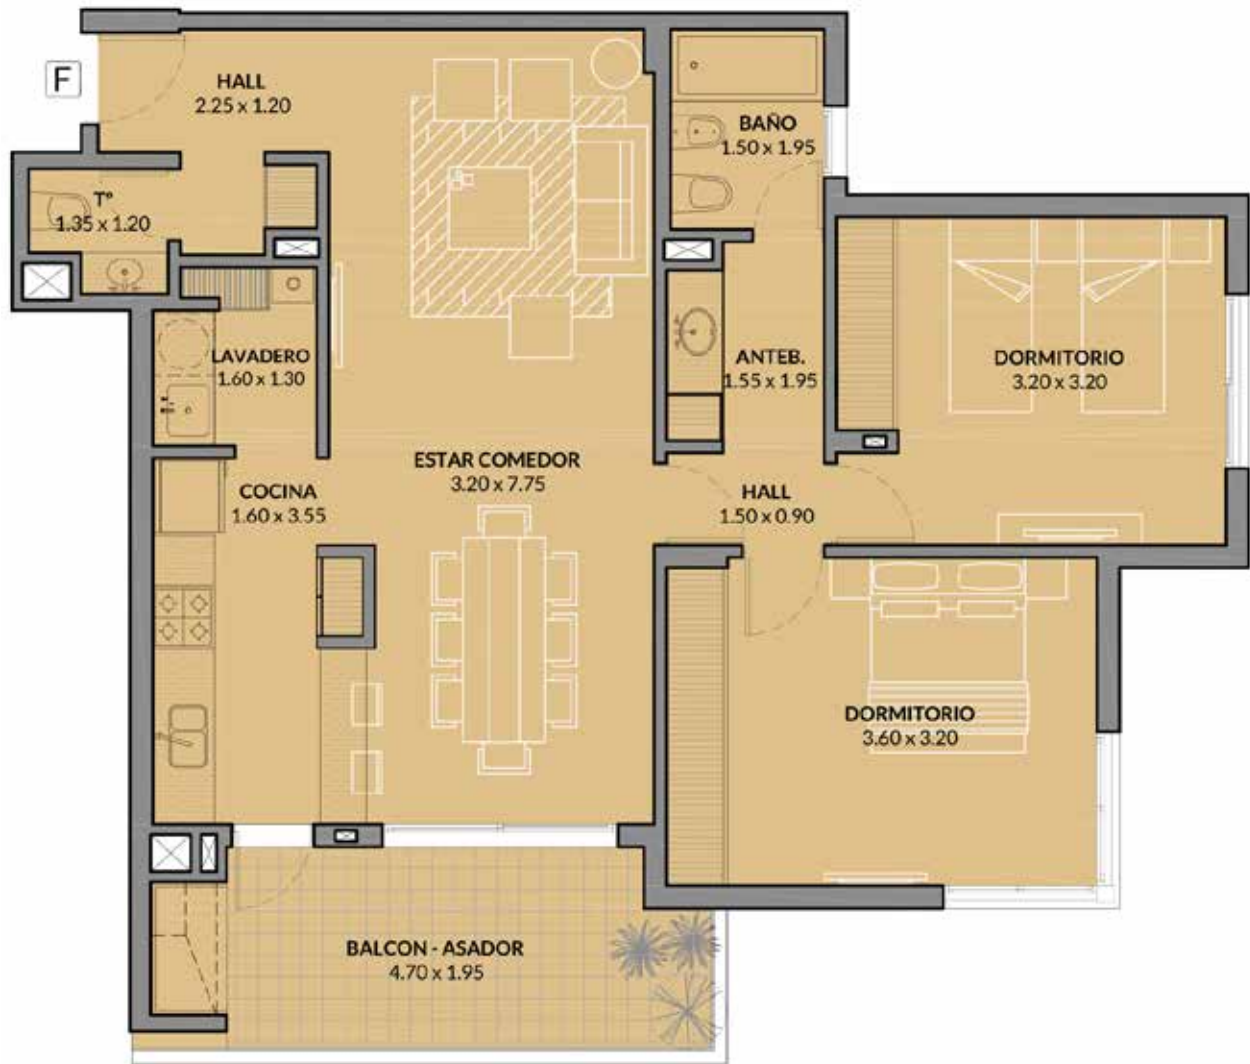 F
HALL
2.25 x 1.20
BAÑO
1.50 x 1.95
Tº
1.35 x 1.20
LAVADERO
1.60 x 1.30
ANTEB.
1.55 x 1.95
DORMITORIO
3.20 x 3.20
ESTAR COMEDOR
3.20 x 7.75
COCINA
1.60 x 3.55
HALL
1.50 x 0.90
DORMITORIO
3.60 x 3.20
BALCON - ASADOR
4.70 x 1.95